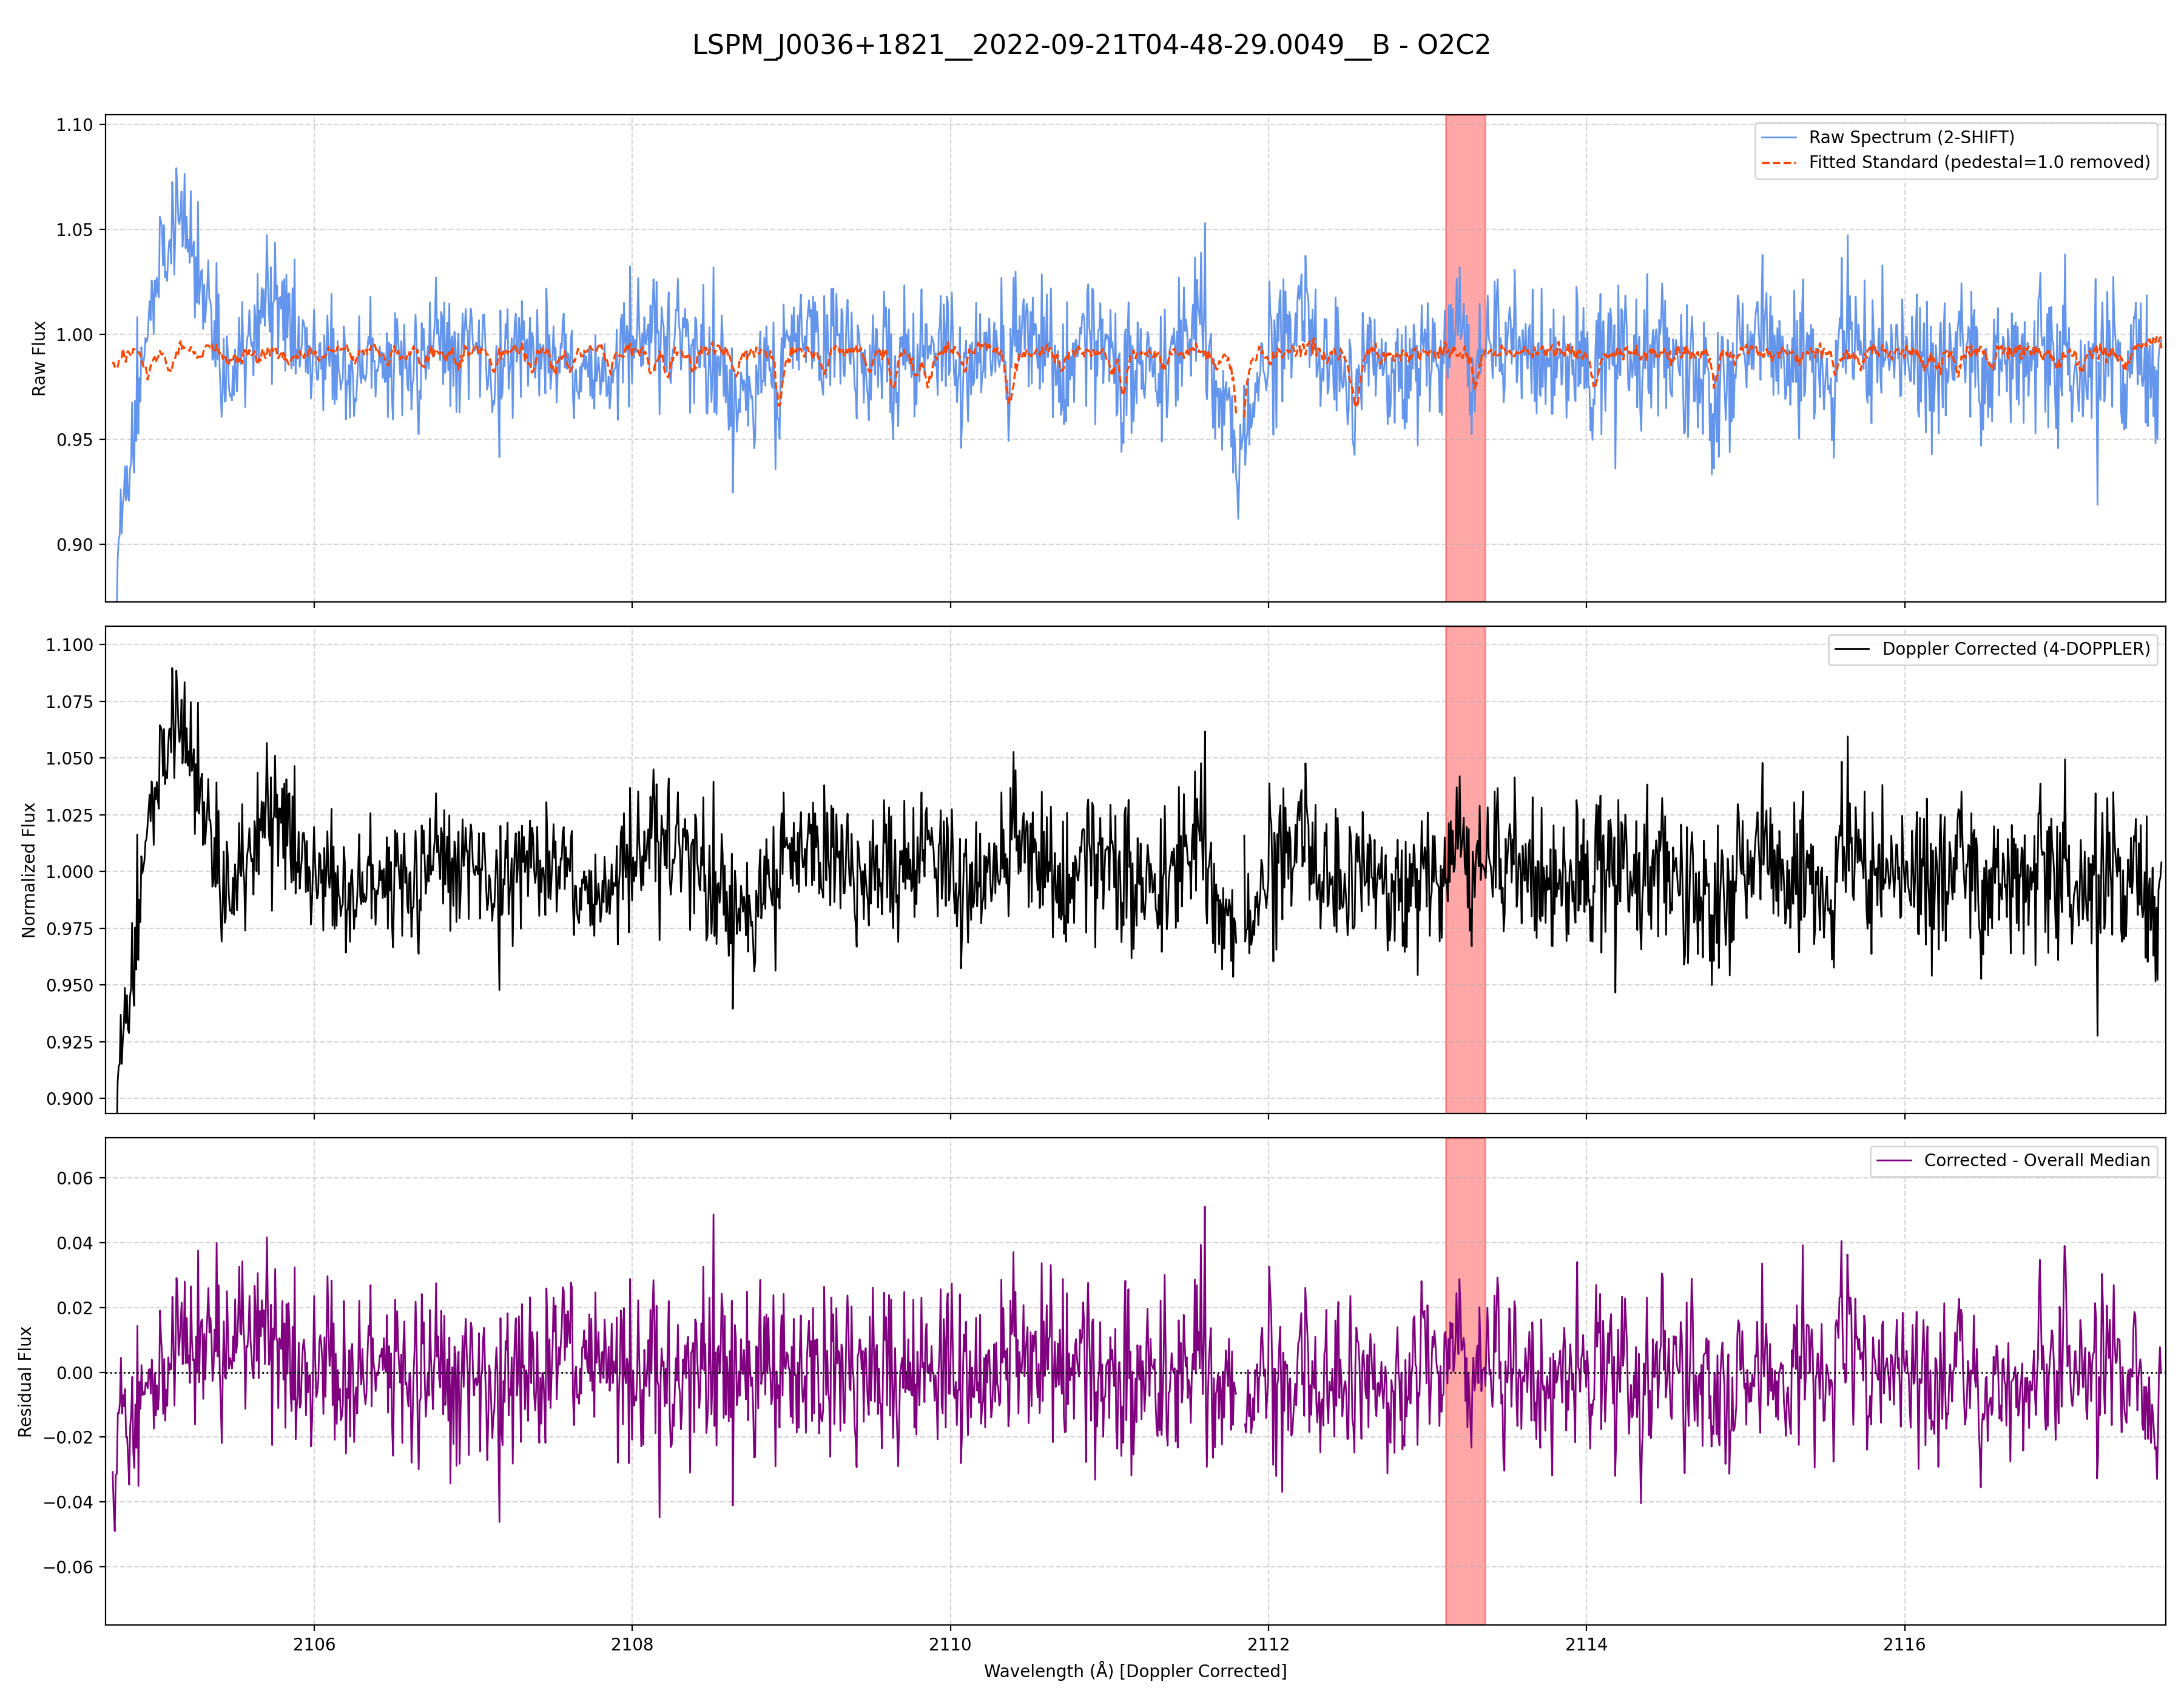 LSPM_J0036+1821__2022-09-21T04-48-29.0049__B - O2C2
Raw Flux
1.10
1.05
1.00
0.95
0.90
Raw Spectrum (2-SHIFT)
Fitted Standard (pedestal=1.0 removed)
Normalized Flux
1.100
1.075
1.050
1.025
1.000
0.975
0.950
0.925
0.900
Doppler Corrected (4-DOPPLER)
Residual Flux
0.06
0.04
0.02
0.00
−0.02
−0.04
−0.06
Corrected - Overall Median
2106 2108 2110 2112 2114 2116
Wavelength (Å) [Doppler Corrected]